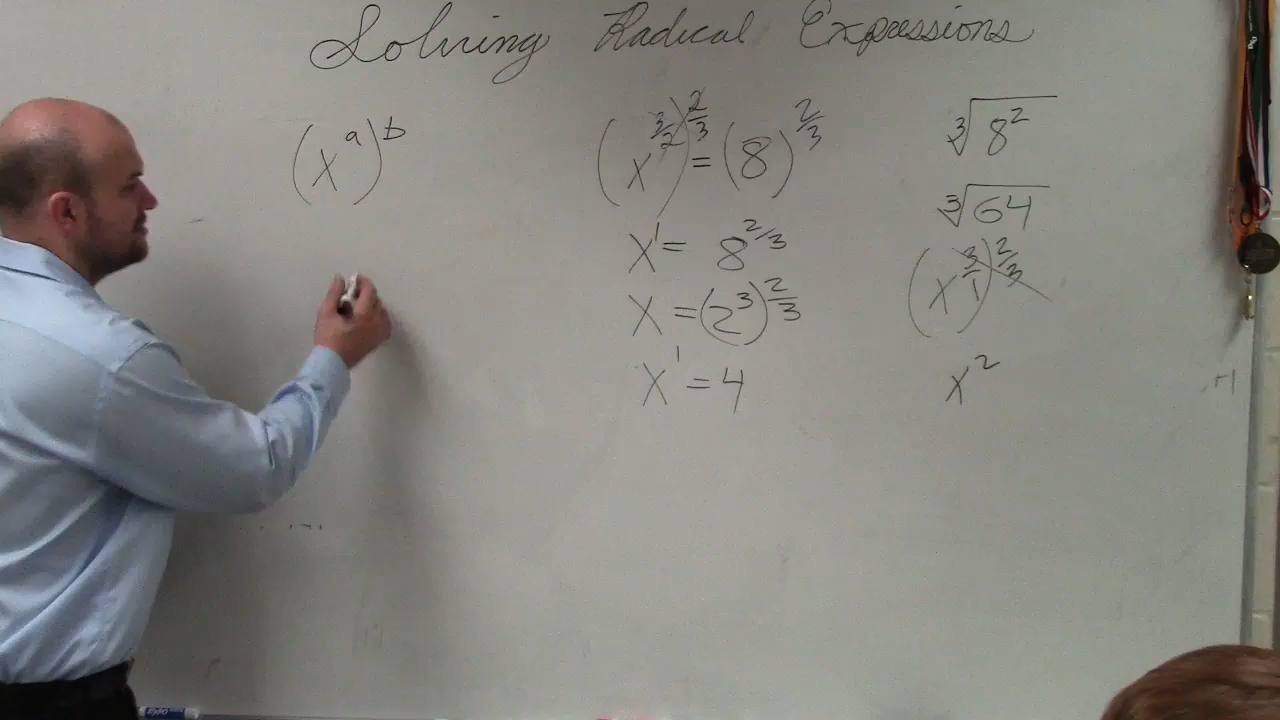 Solving Radical Expressions
(x^a)^b
(x^{3/2})^{2/3} = (8)^{2/3}
x^1 = 8^{2/3}
x = (2^3)^{2/3}
x^1 = 4
∛(8^2)
∛64
(x^{3/1})^{2/3}
x^2
EXPO